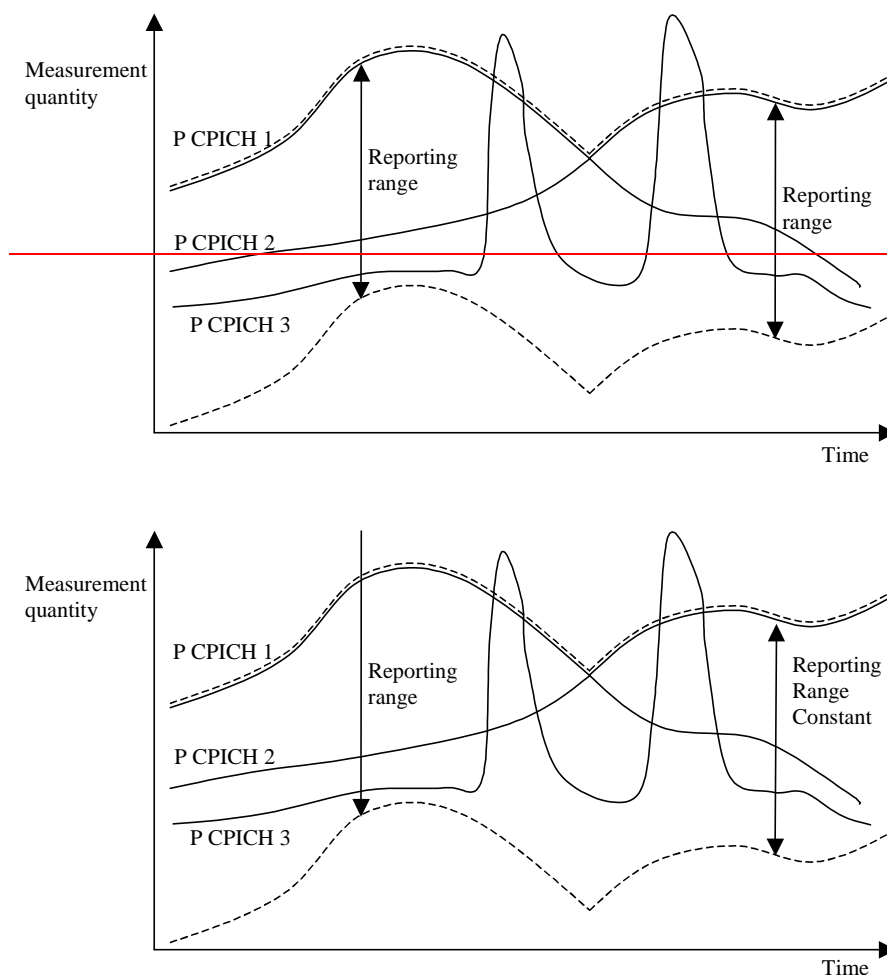 Measurement
quantity
P CPICH 1
Reporting
range
Reporting
range
P CPICH 2
P CPICH 3
Time
Measurement
quantity
P CPICH 1
Reporting
range
Reporting
Range
Constant
P CPICH 2
P CPICH 3
Time